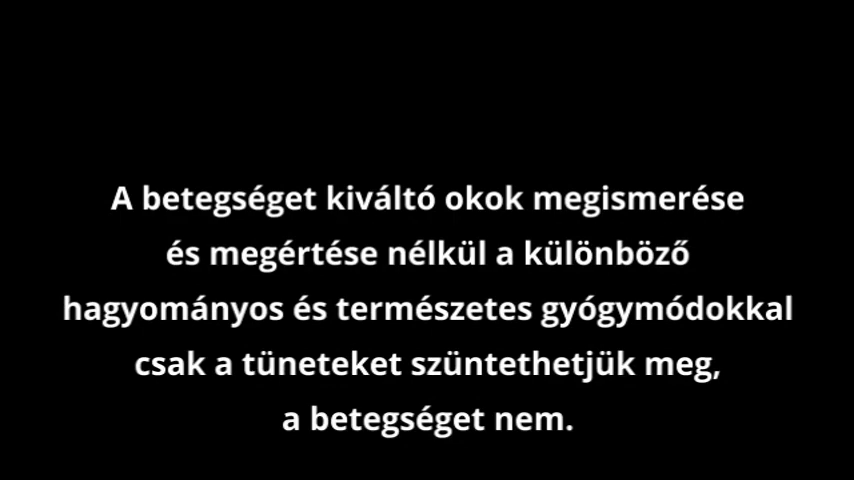 A betegséget kiváltó okok megismerése
és megértése nélkül a különböző
hagyományos és természetes gyógymódokkal
csak a tüneteket szüntethetjük meg,
a betegséget nem.